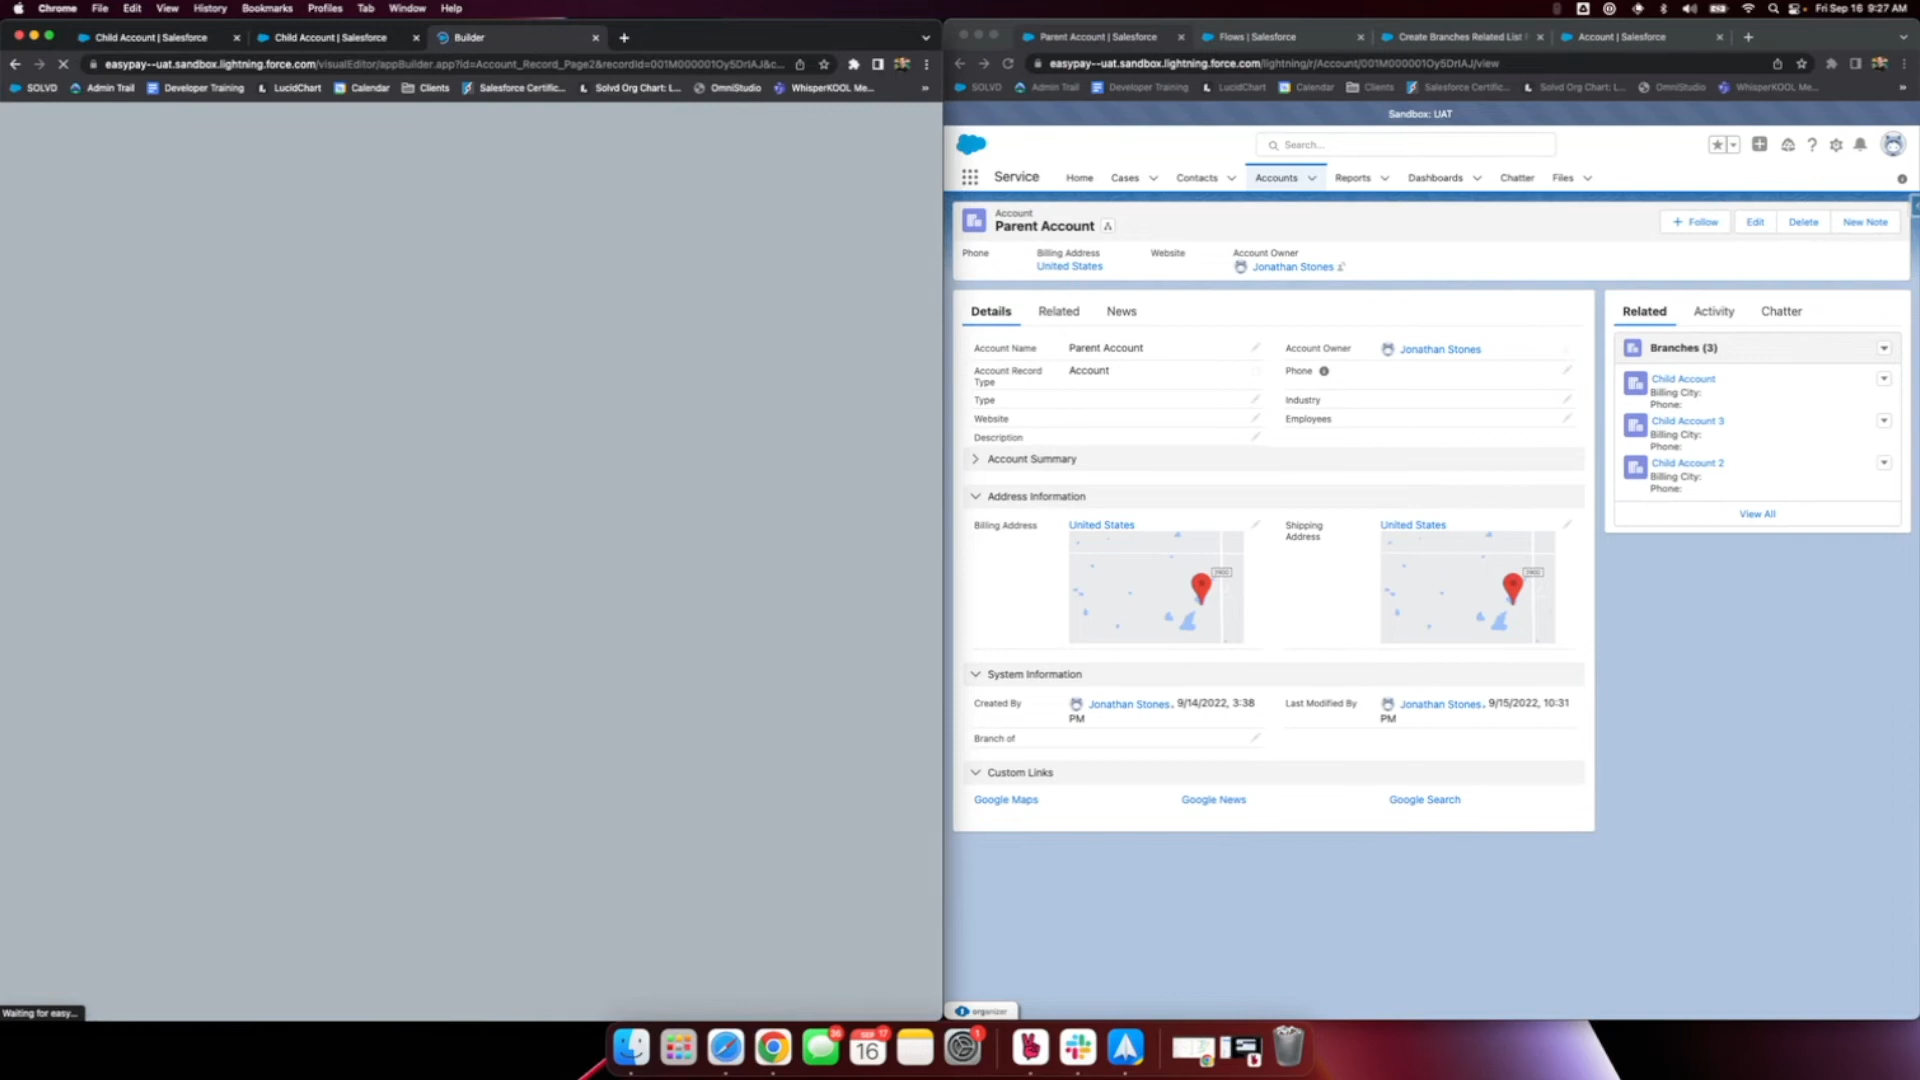 Chrome File Edit View History Bookmarks Profiles Tab Window Help
Fri Sep 16 9:27 AM
Child Account | Salesforce
Child Account | Salesforce
Builder
easypay--uat.sandbox.lightning.force.com/visualEditor/appBuilder.app?id=Account_Record_Page2&recordId=001M000001Oy5DrIAJ&c...
SOLVD Admin Trail Developer Training LucidChart Calendar Clients Salesforce Certific... Solvd Org Chart: L... OmniStudio WhisperKOOL Me... »
Waiting for easy...
Parent Account | Salesforce
Flows | Salesforce
Create Branches Related List
Account | Salesforce
easypay--uat.sandbox.lightning.force.com/lightning/r/Account/001M000001Oy5DrIAJ/view
SOLVD Admin Trail Developer Training LucidChart Calendar Clients Salesforce Certific... Solvd Org Chart: L... OmniStudio WhisperKOOL Me... »
Sandbox: UAT
Search...
Service Home Cases Contacts Accounts Reports Dashboards Chatter Files
Account
Parent Account
+ Follow Edit Delete New Note
Phone Billing Address Website Account Owner
United States Jonathan Stones
Details Related News
Account Name Parent Account Account Owner Jonathan Stones
Account Record Type Account Phone
Type Industry
Website Employees
Description
Account Summary
Address Information
Billing Address United States Shipping Address United States
System Information
Created By Jonathan Stones, 9/14/2022, 3:38 PM Last Modified By Jonathan Stones, 9/15/2022, 10:31 PM
Branch of
Custom Links
Google Maps Google News Google Search
Related Activity Chatter
Branches (3)
Child Account
Billing City:
Phone:
Child Account 3
Billing City:
Phone:
Child Account 2
Billing City:
Phone:
View All
organizer
36
SEP 17
16
1